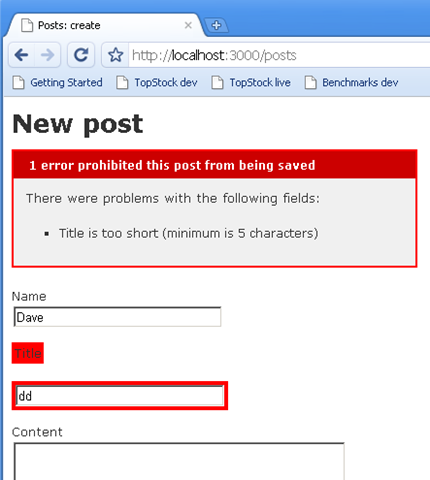 Posts: create
http://localhost:3000/posts
Getting Started TopStock dev TopStock live Benchmarks dev
New post
1 error prohibited this post from being saved
There were problems with the following fields:
Title is too short (minimum is 5 characters)
Name
Dave
Title
dd
Content